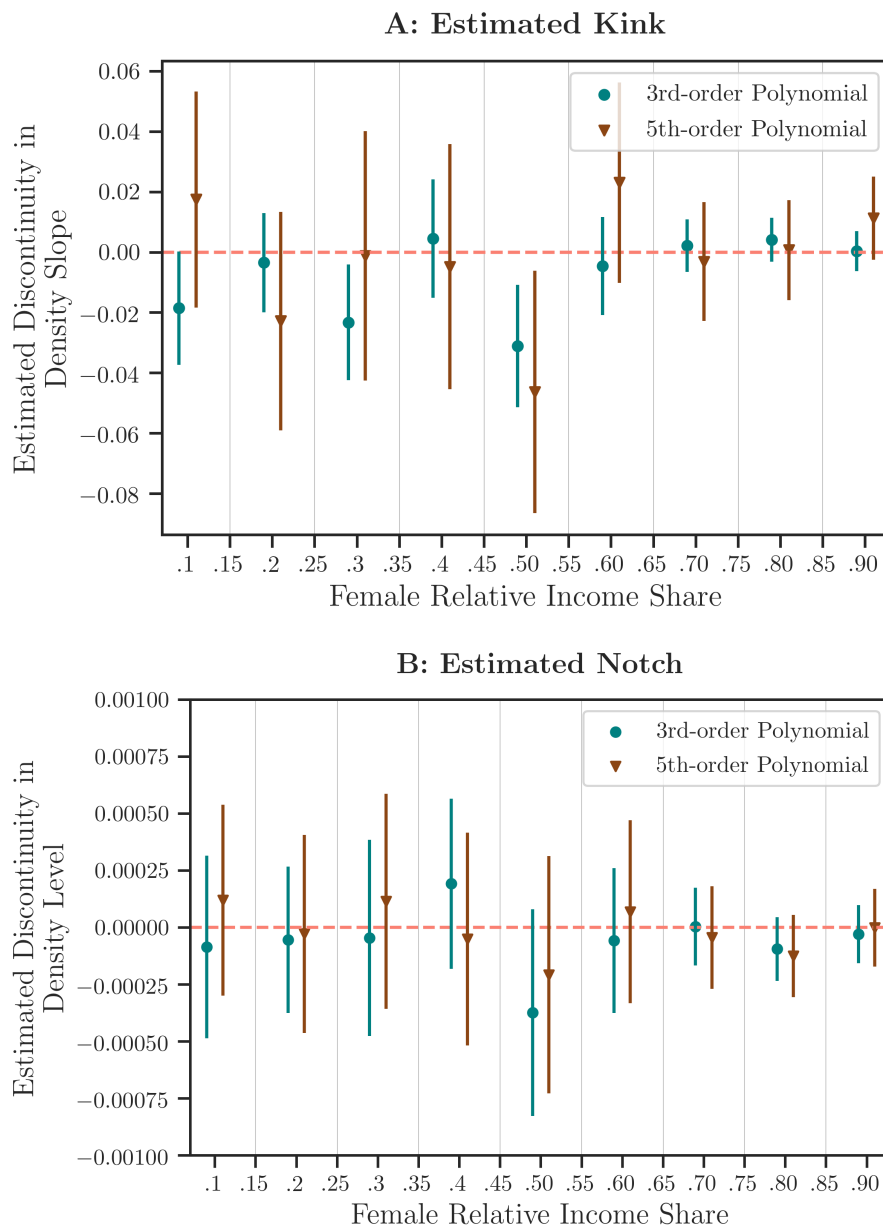 A: Estimated Kink
Estimated Discontinuity in
Density Slope
0.06
0.04
0.02
0.00
−0.02
−0.04
−0.06
−0.08
3rd-order Polynomial
5th-order Polynomial
.1 .15 .2 .25 .3 .35 .4 .45 .50 .55 .60 .65 .70 .75 .80 .85 .90
Female Relative Income Share
B: Estimated Notch
Estimated Discontinuity in
Density Level
0.00100
0.00075
0.00050
0.00025
0.00000
−0.00025
−0.00050
−0.00075
−0.00100
3rd-order Polynomial
5th-order Polynomial
.1 .15 .2 .25 .3 .35 .4 .45 .50 .55 .60 .65 .70 .75 .80 .85 .90
Female Relative Income Share